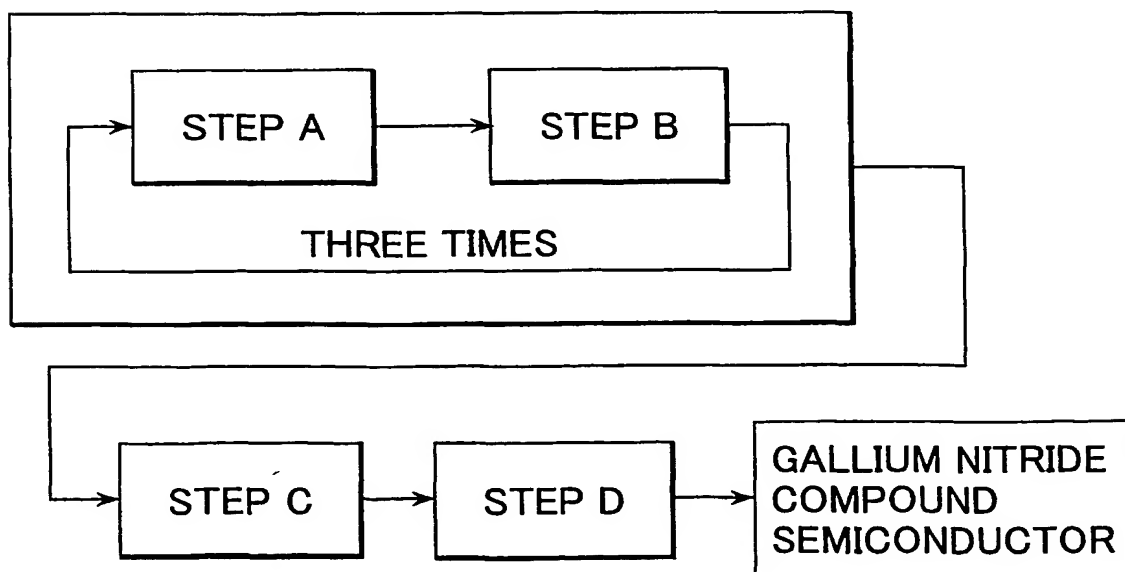 STEP A
STEP B
THREE TIMES
STEP C
STEP D
GALLIUM NITRIDE
COMPOUND
SEMICONDUCTOR